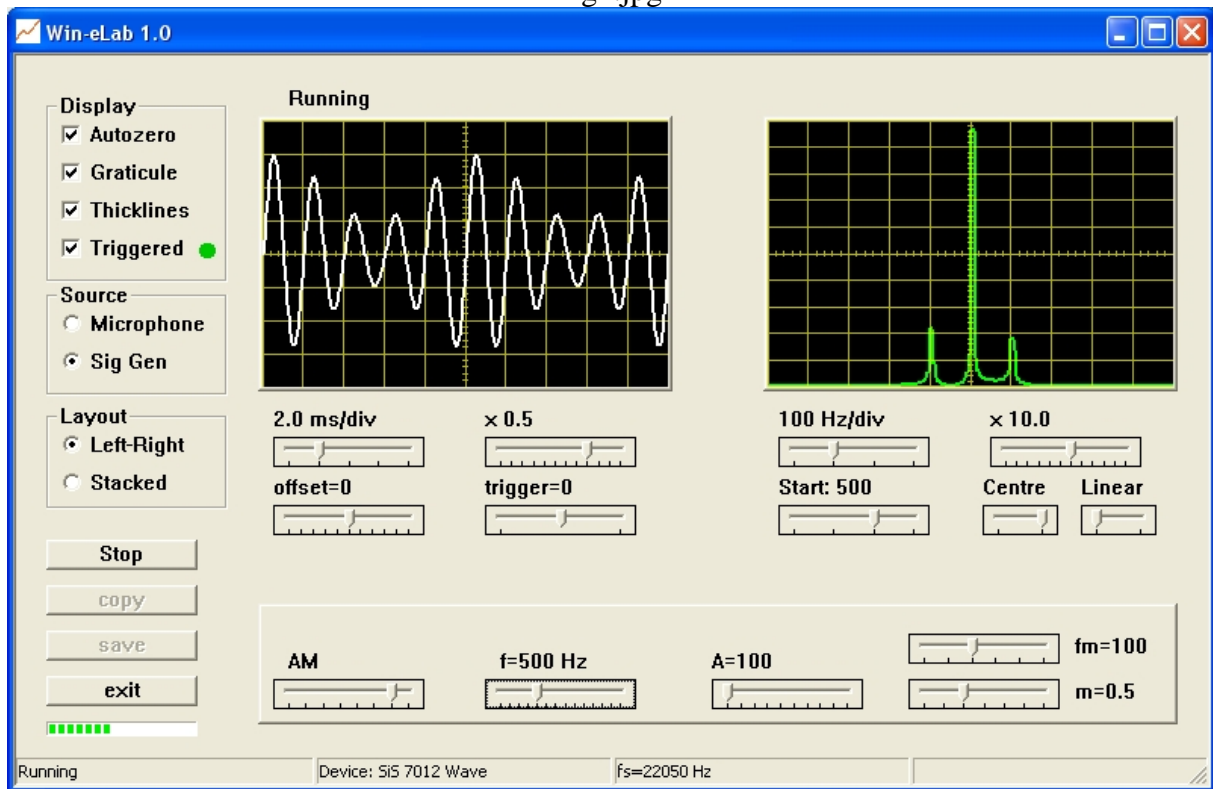 Win-eLab 1.0
Display
Autozero
Graticule
Thicklines
Triggered
Source
Microphone
Sig Gen
Layout
Left-Right
Stacked
Stop
copy
save
exit
Running
2.0 ms/div
x 0.5
offset=0
trigger=0
100 Hz/div
x 10.0
Start: 500
Centre
Linear
AM
f=500 Hz
A=100
fm=100
m=0.5
Running
Device: SiS 7012 Wave
fs=22050 Hz